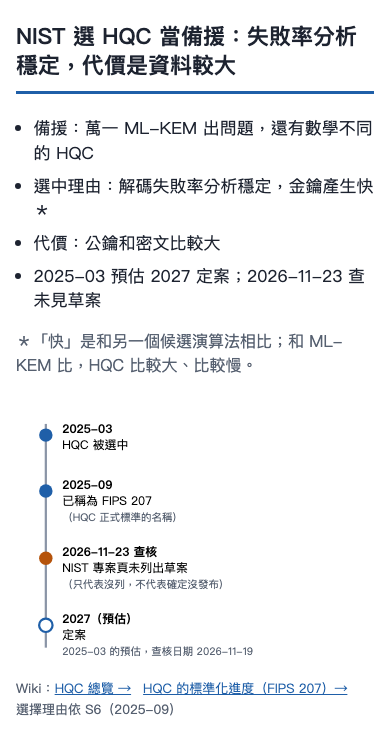 NIST 選 HQC 當備援：失敗率分析
穩定，代價是資料較大
• 備援：萬一 ML-KEM 出問題，還有數學不同
的 HQC
• 選中理由：解碼失敗率分析穩定，金鑰產生快
＊
• 代價：公鑰和密文比較大
• 2025-03 預估 2027 定案；2026-11-23 查
未見草案
＊「快」是和另一個候選演算法相比；和 ML-
KEM 比，HQC 比較大、比較慢。
2025-03
HQC 被選中
2025-09
已稱為 FIPS 207
（HQC 正式標準的名稱）
2026-11-23 查核
NIST 專案頁未列出草案
（只代表沒列，不代表確定沒發布）
2027（預估）
定案
2025-03 的預估，查核日期 2026-11-19
Wiki：HQC 總覽 → HQC 的標準化進度（FIPS 207）→
選擇理由依 S6（2025-09）